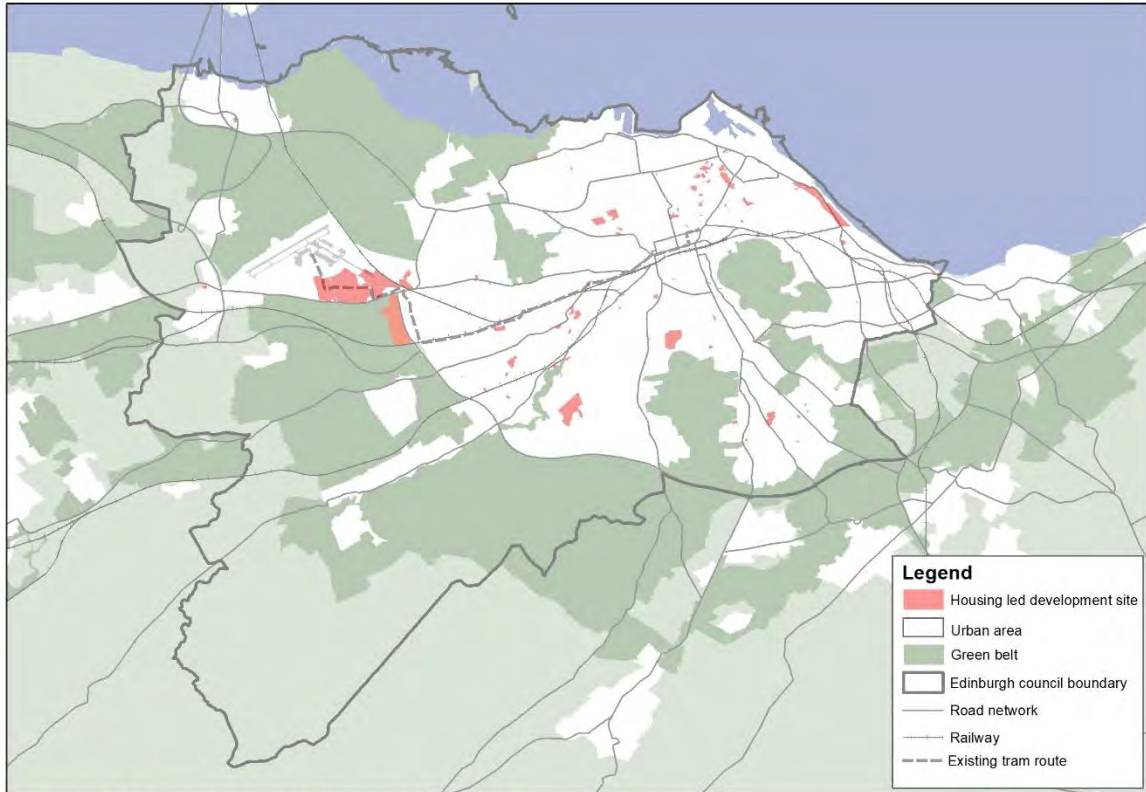 Legend
Housing led development site
Urban area
Green belt
Edinburgh council boundary
Road network
Railway
Existing tram route